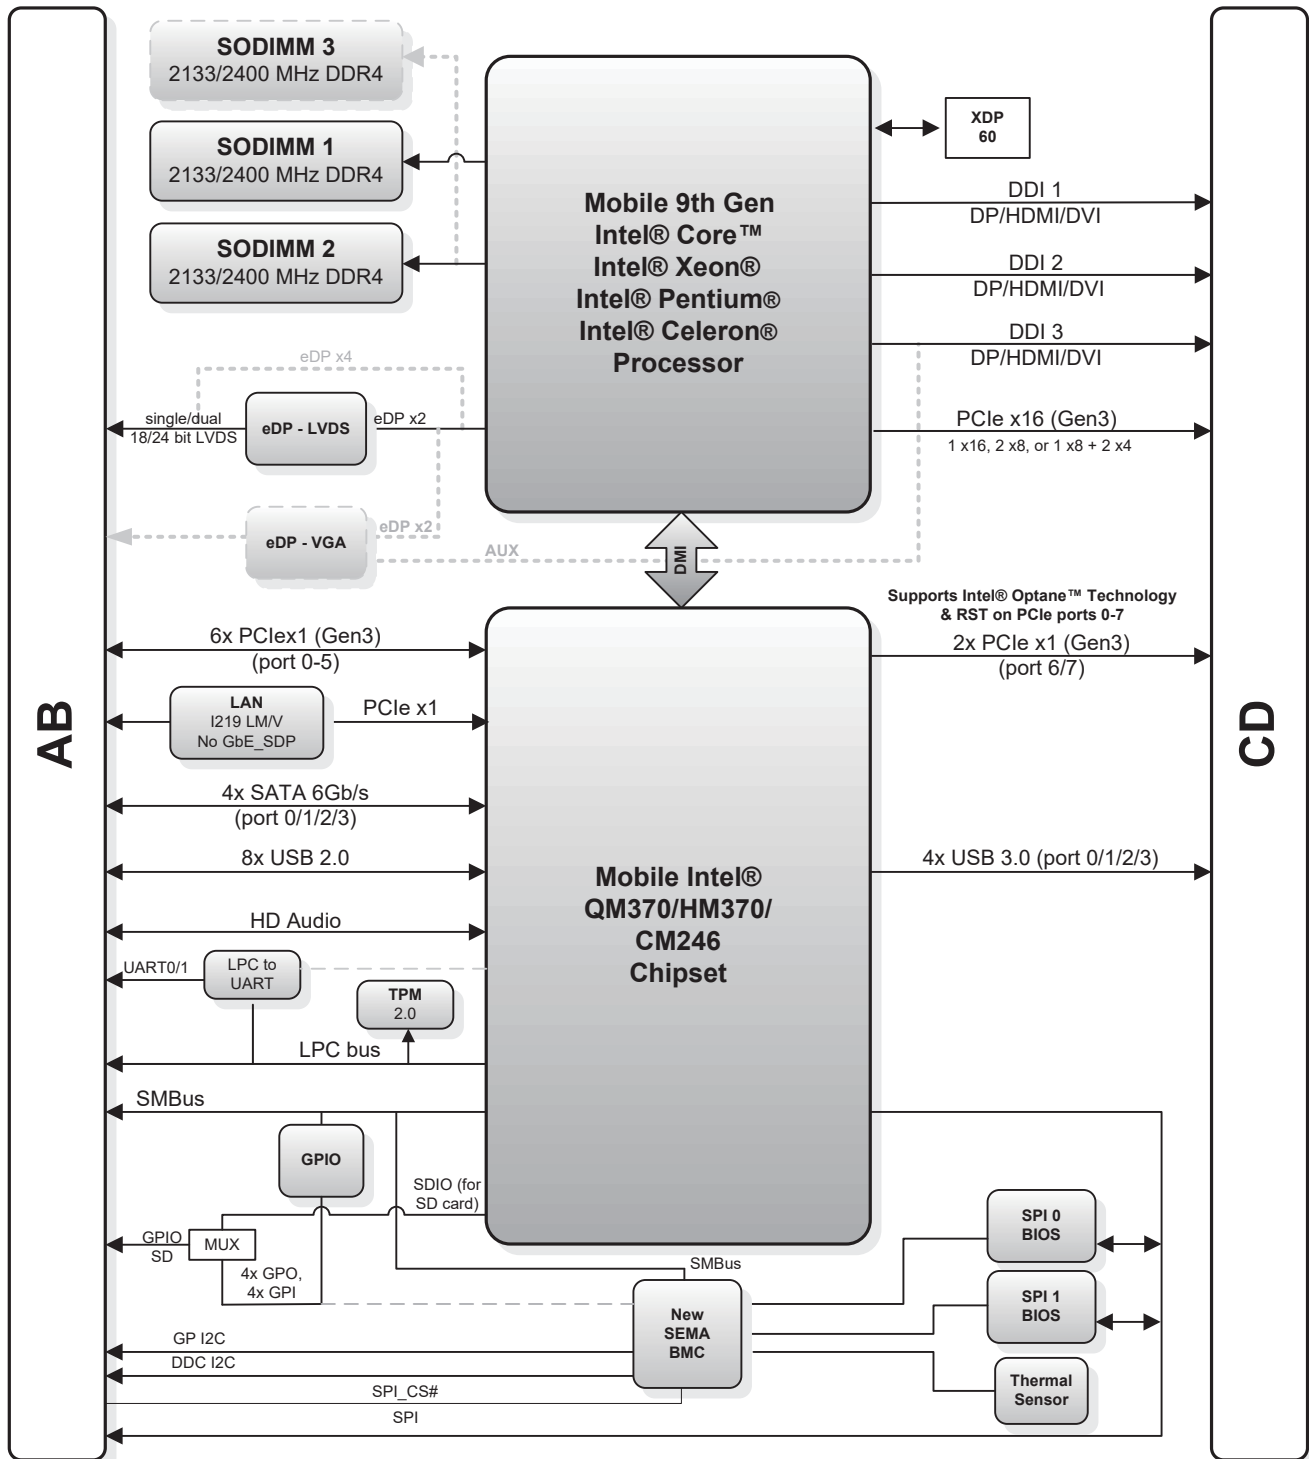 SODIMM 3
2133/2400 MHz DDR4
SODIMM 1
2133/2400 MHz DDR4
SODIMM 2
2133/2400 MHz DDR4
Mobile 9th Gen
Intel® Core™
Intel® Xeon®
Intel® Pentium®
Intel® Celeron®
Processor
XDP
60
DDI 1
DP/HDMI/DVI
DDI 2
DP/HDMI/DVI
DDI 3
DP/HDMI/DVI
PCIe x16 (Gen3)
1 x16, 2 x8, or 1 x8 + 2 x4
eDP x4
single/dual
18/24 bit LVDS
eDP - LVDS
eDP x2
eDP - VGA
eDP x2
AUX
DMI
Supports Intel® Optane™ Technology
& RST on PCIe ports 0-7
2x PCIe x1 (Gen3)
(port 6/7)
6x PCIex1 (Gen3)
(port 0-5)
AB
CD
LAN
I219 LM/V
No GbE_SDP
PCIe x1
4x SATA 6Gb/s
(port 0/1/2/3)
8x USB 2.0
4x USB 3.0 (port 0/1/2/3)
Mobile Intel®
QM370/HM370/
CM246
Chipset
HD Audio
UART0/1
LPC to
UART
TPM
2.0
LPC bus
SMBus
GPIO
SDIO (for
SD card)
GPIO
SD
MUX
4x GPO,
4x GPI
SMBus
New
SEMA
BMC
SPI 0
BIOS
SPI 1
BIOS
Thermal
Sensor
GP I2C
DDC I2C
SPI_CS#
SPI